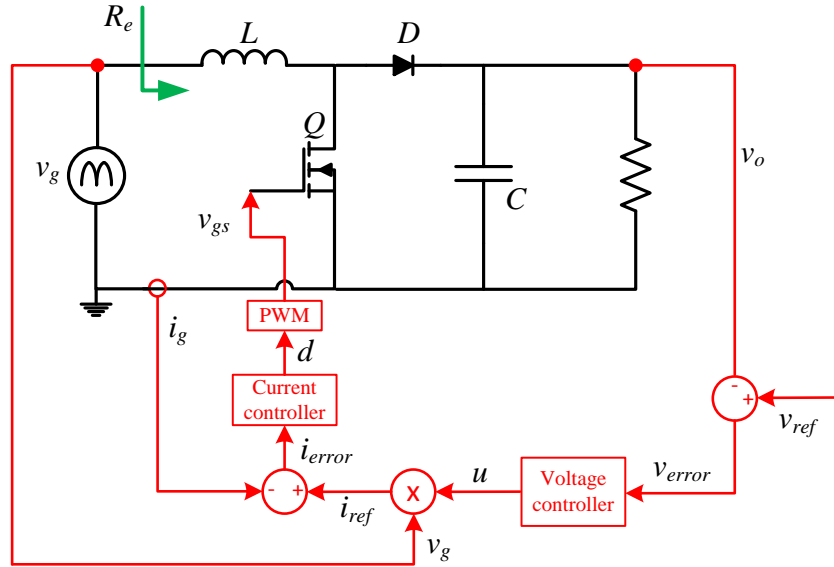 R_e
L
D
Q
v_g
v_gs
C
v_o
i_g
PWM
d
Current
controller
i_error
- +
i_ref
x
v_g
u
Voltage
controller
v_error
-
+
v_ref